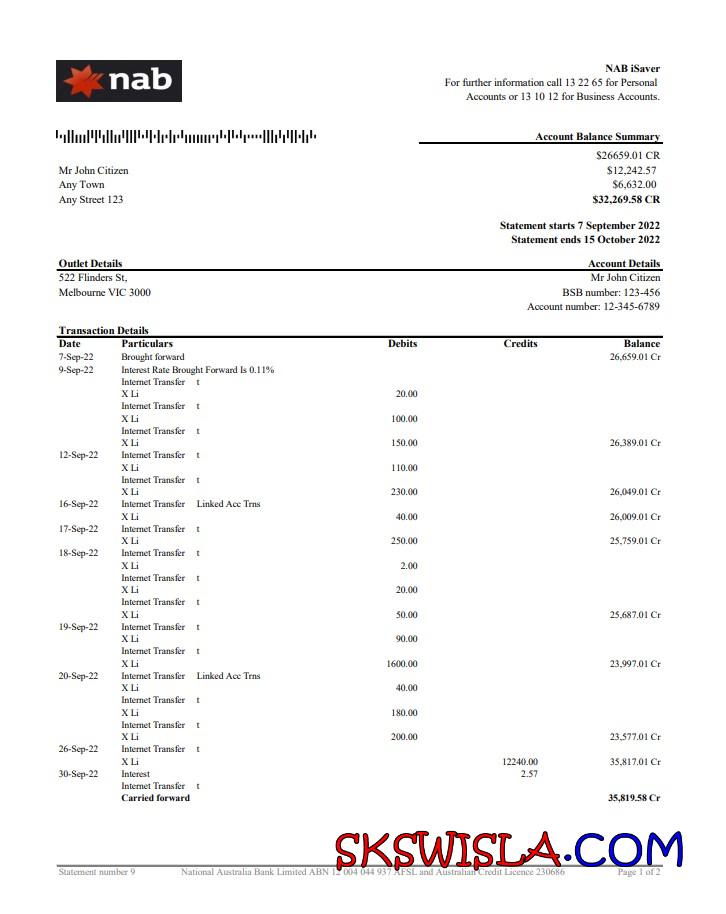 nab
NAB iSaver
For further information call 13 22 65 for Personal
Accounts or 13 10 12 for Business Accounts.
Account Balance Summary
$26659.01 CR
Mr John Citizen $12,242.57
Any Town $6,632.00
Any Street 123 $32,269.58 CR
Statement starts 7 September 2022
Statement ends 15 October 2022
Outlet Details Account Details
522 Flinders St, Mr John Citizen
Melbourne VIC 3000 BSB number: 123-456
Account number: 12-345-6789
Transaction Details
Date Particulars Debits Credits Balance
7-Sep-22 Brought forward 26,659.01 Cr
9-Sep-22 Interest Rate Brought Forward Is 0.11%
Internet Transfer t
X Li 20.00
Internet Transfer t
X Li 100.00
Internet Transfer t
X Li 150.00 26,389.01 Cr
12-Sep-22 Internet Transfer t
X Li 110.00
Internet Transfer t
X Li 230.00 26,049.01 Cr
16-Sep-22 Internet Transfer Linked Acc Trns
X Li 40.00 26,009.01 Cr
17-Sep-22 Internet Transfer t
X Li 250.00 25,759.01 Cr
18-Sep-22 Internet Transfer t
X Li 2.00
Internet Transfer t
X Li 20.00
Internet Transfer t
X Li 50.00 25,687.01 Cr
19-Sep-22 Internet Transfer t
X Li 90.00
Internet Transfer t
X Li 1600.00 23,997.01 Cr
20-Sep-22 Internet Transfer Linked Acc Trns
X Li 40.00
Internet Transfer t
X Li 180.00
Internet Transfer t
X Li 200.00 23,577.01 Cr
26-Sep-22 Internet Transfer t
X Li 12240.00 35,817.01 Cr
30-Sep-22 Interest 2.57
Internet Transfer t
Carried forward 35,819.58 Cr
SKSWISLA.COM
Statement number 9 National Australia Bank Limited ABN 12 004 044 937 AFSL and Australian Credit Licence 230686 Page 1 of 2